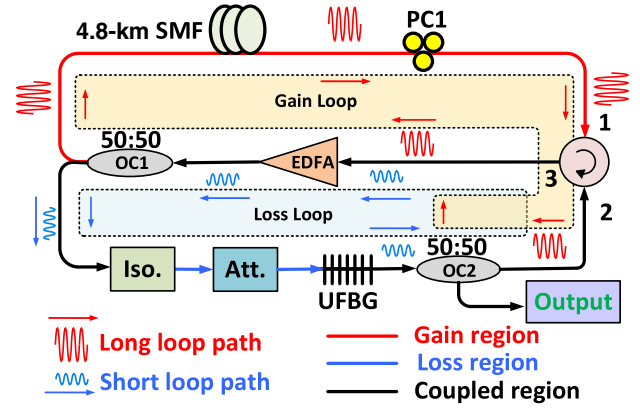 4.8-km SMF
PC1
Gain Loop
1
50:50
OC1
EDFA
3
2
Loss Loop
50:50
OC2
Iso.
Att.
UFBG
Output
Long loop path
Short loop path
Gain region
Loss region
Coupled region